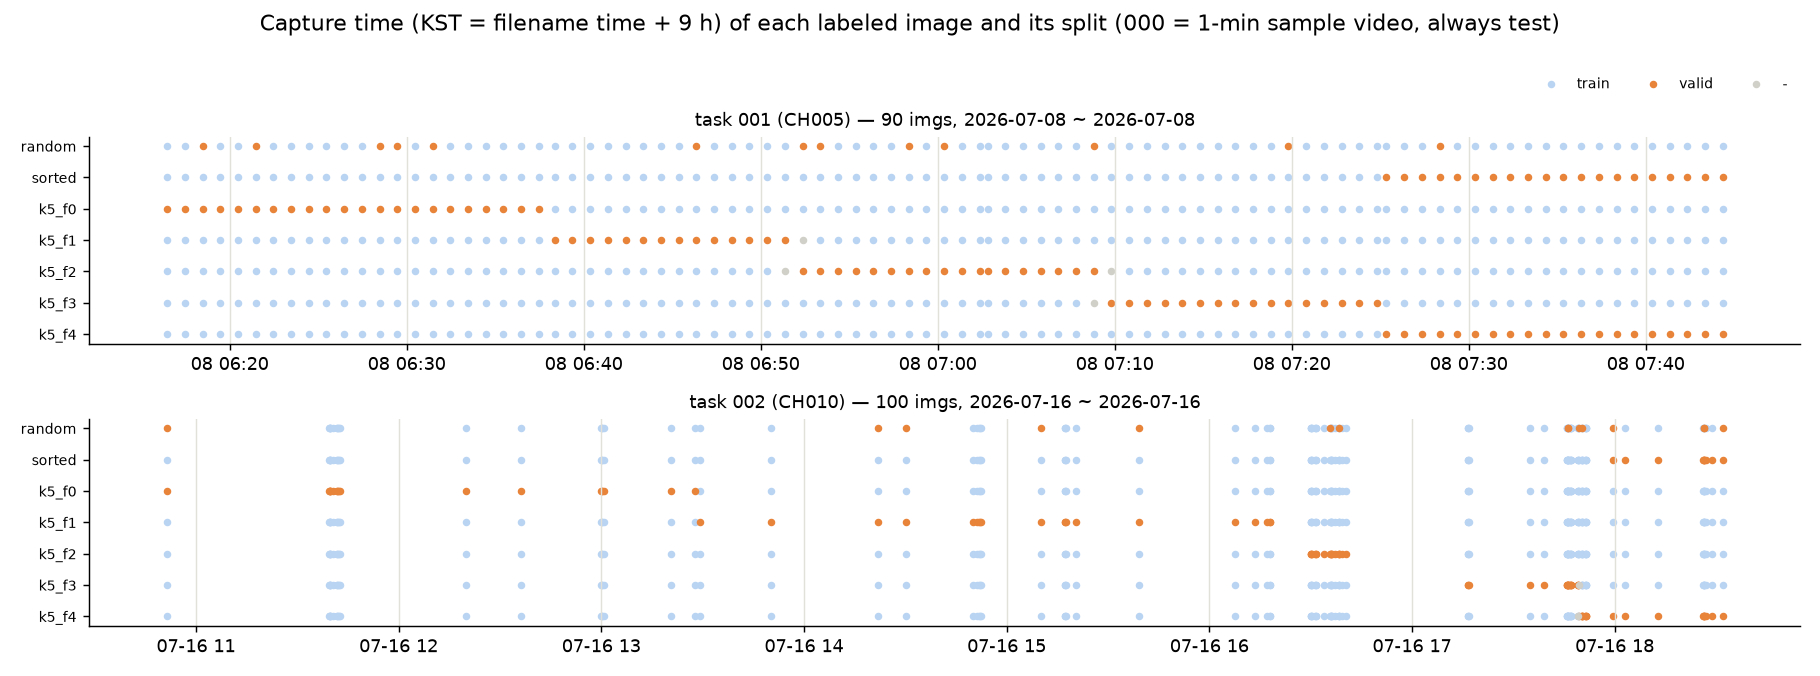 Capture time (KST = filename time + 9 h) of each labeled image and its split (000 = 1-min sample video, always test)
train valid -
task 001 (CH005) — 90 imgs, 2026-07-08 ~ 2026-07-08
random
sorted
k5_f0
k5_f1
k5_f2
k5_f3
k5_f4
08 06:20 08 06:30 08 06:40 08 06:50 08 07:00 08 07:10 08 07:20 08 07:30 08 07:40
task 002 (CH010) — 100 imgs, 2026-07-16 ~ 2026-07-16
random
sorted
k5_f0
k5_f1
k5_f2
k5_f3
k5_f4
07-16 11 07-16 12 07-16 13 07-16 14 07-16 15 07-16 16 07-16 17 07-16 18